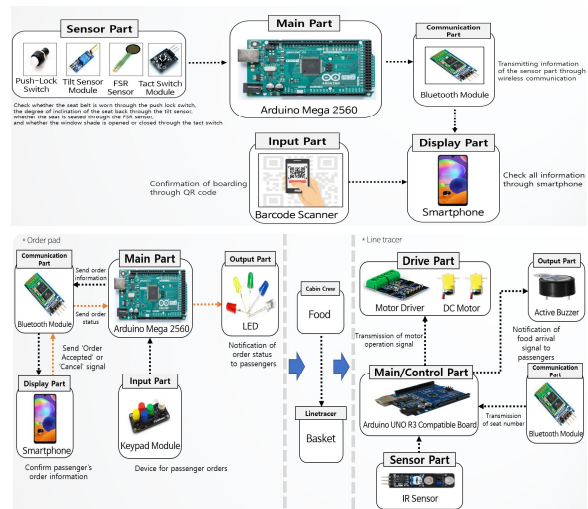 Sensor Part
Push-Lock
Switch
Tilt Sensor
Module
FSR
Sensor
Tact Switch
Module
Check whether the seat belt is worn through the push lock switch,
the degree of inclination of the seat back through the tilt sensor,
whether the seat is seated through the FSR sensor,
and whether the window shade is opened or closed through the tact switch
Main Part
Arduino Mega 2560
Communication
Part
Bluetooth Module
Transmitting information
of the sensor part through
wireless communication
Input Part
Confirmation of boarding
through QR code
Barcode Scanner
Display Part
Smartphone
Check all information
through smartphone
* Order pad
Communication
Part
Bluetooth Module
Send order
information
Send order
status
Main Part
Arduino Mega 2560
Output Part
LED
Notification of
order status
to passengers
Send 'Order
Accepted' or
'Cancel' signal
Display Part
Smartphone
Confirm passenger's
order information
Input Part
Keypad Module
Device for passenger orders
Cabin Crew
Food
Linetracer
Basket
* Line tracer
Drive Part
Motor Driver
DC Motor
Transmission of motor
operation signal
Output Part
Active Buzzer
Notification of
food arrival
signal to
passengers
Main/Control Part
Arduino UNO R3 Compatible Board
Communication
Part
Transmission
of seat number
Bluetooth Module
Sensor Part
IR Sensor